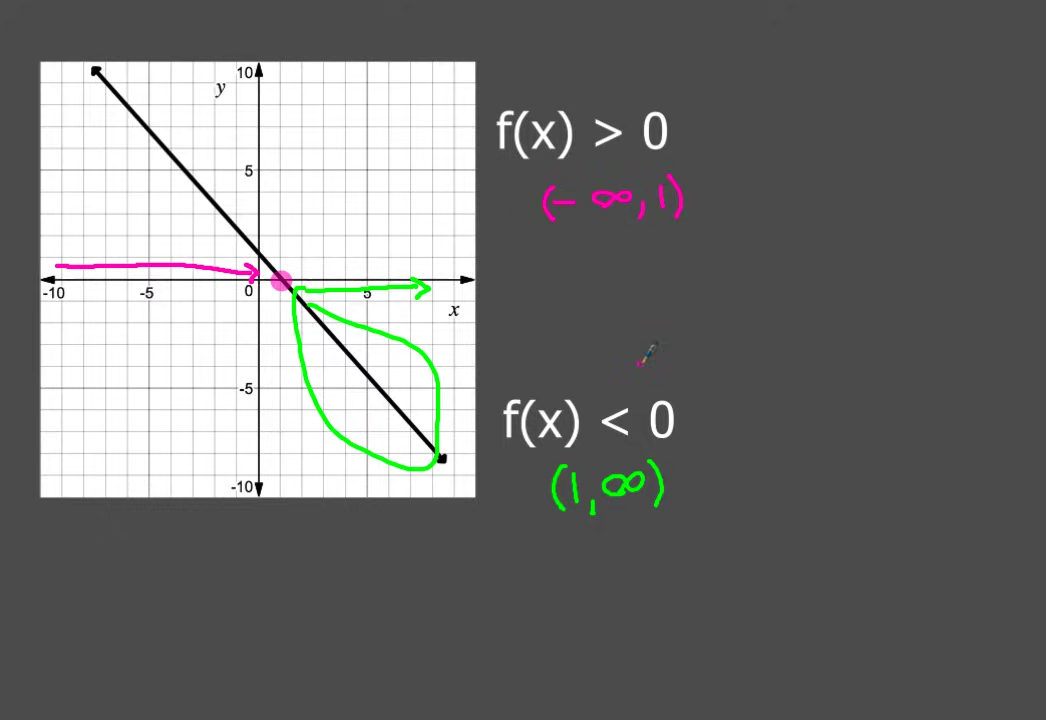 10
y
f(x) > 0
(- ∞, 1)
5
-10 -5 0 5
x
-5
f(x) < 0
(1, ∞)
-10